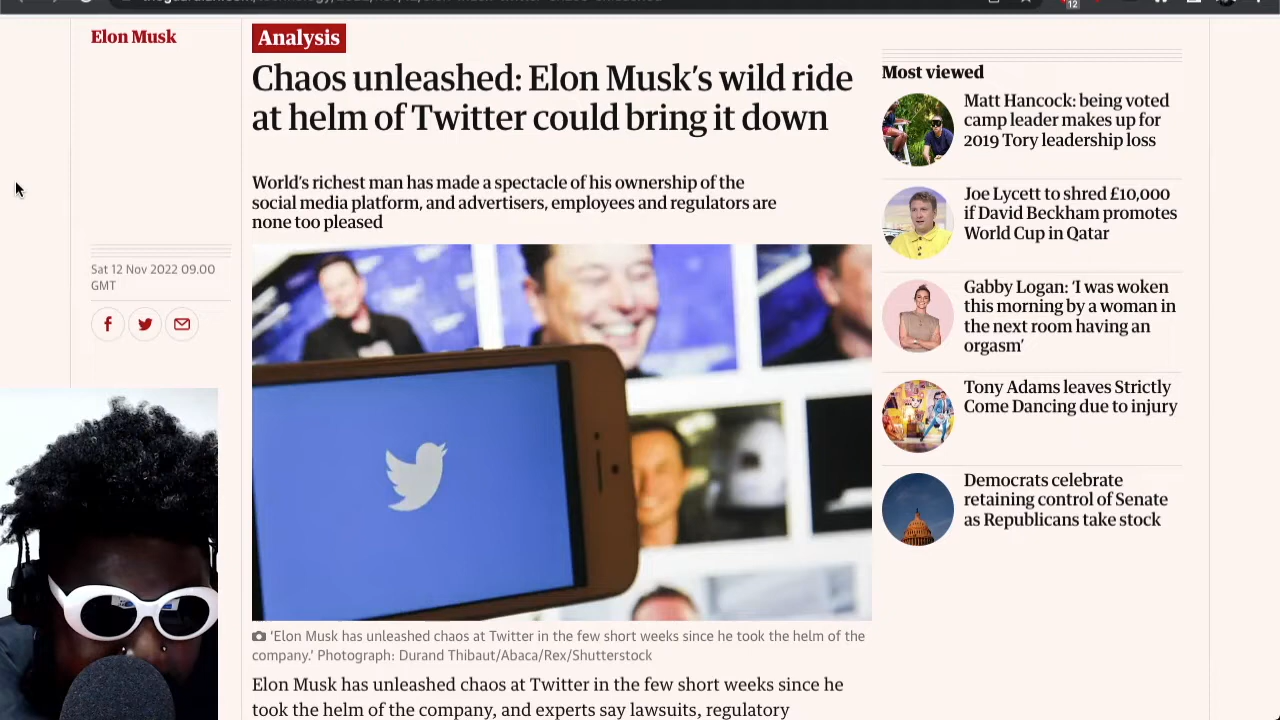 Elon Musk
Analysis
Chaos unleashed: Elon Musk's wild ride
at helm of Twitter could bring it down
World's richest man has made a spectacle of his ownership of the
social media platform, and advertisers, employees and regulators are
none too pleased
Sat 12 Nov 2022 09.00
GMT
'Elon Musk has unleashed chaos at Twitter in the few short weeks since he took the helm of the
company.' Photograph: Durand Thibaut/Abaca/Rex/Shutterstock
Elon Musk has unleashed chaos at Twitter in the few short weeks since he
took the helm of the company, and experts say lawsuits, regulatory
Most viewed
Matt Hancock: being voted
camp leader makes up for
2019 Tory leadership loss
Joe Lycett to shred £10,000
if David Beckham promotes
World Cup in Qatar
Gabby Logan: 'I was woken
this morning by a woman in
the next room having an
orgasm'
Tony Adams leaves Strictly
Come Dancing due to injury
Democrats celebrate
retaining control of Senate
as Republicans take stock
12